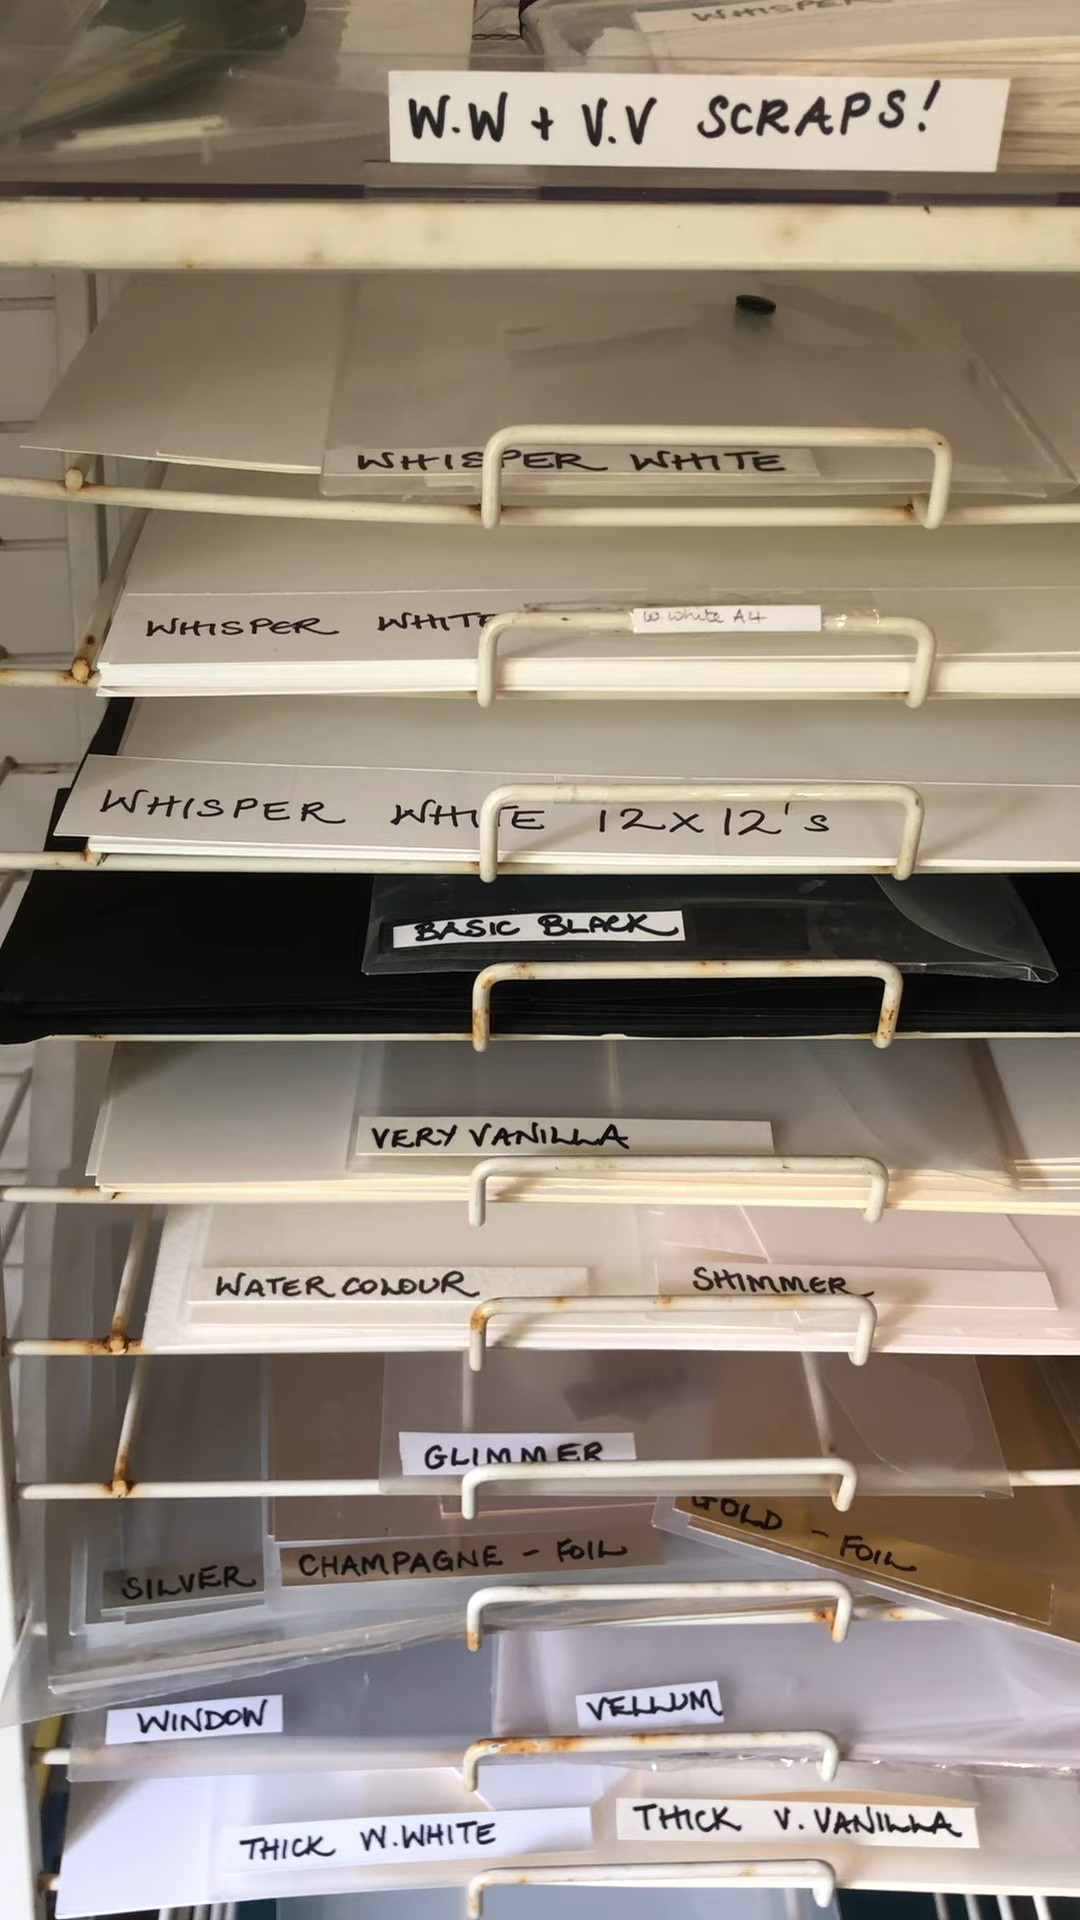 WHISPER
W.W + V.V SCRAPS!
WHISPER WHITE
WHISPER WHITE
W. White A4
WHISPER WHITE 12X12's
BASIC BLACK
VERY VANILLA
WATER COLOUR
SHIMMER
GLIMMER
GOLD - FOIL
CHAMPAGNE - FOIL
SILVER
WINDOW
VELLUM
THICK W.WHITE
THICK V.VANILLA